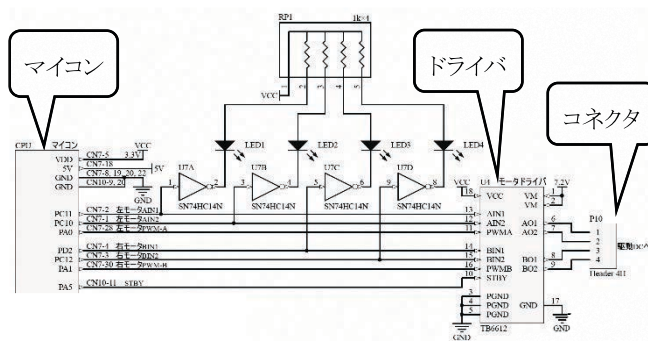 RP1
1k×4
マイコン
ドライバ
コネクタ
1
2
3
4
5
VCC
CPU
マイコン
VDD
5V
GND
GND
CN7-5
3.3V
VCC
CN7-18
5V
CN7-8, 19, 20, 22
CN10-9, 20
GND
LED1
LED2
LED3
LED4
U7A
U7B
U7C
U7D
1
2
3
4
5
6
9
8
SN74HC14N
SN74HC14N
SN74HC14N
SN74HC14N
PC11
CN7-2 左モータAIN1
PC10
CN7-1 左モータAIN2
PA0
CN7-28 左モータPWM-A
PD2
CN7-4 右モータBIN1
PC12
CN7-3 右モータBIN2
PA1
CN7-30 右モータPWM-B
PA5
CN10-11 STBY
モータドライバ
VCC
18
VCC
VM
VM
1
2
7.2V
13
AIN1
11
PWMA
AIN2
14
BIN1
15
BIN2
16
PWMB
10
STBY
AO1
6
AO2
7
BO1
8
BO2
9
3
PGND
4
PGND
5
PGND
GND
17
GND
GND
TB6612
P10
1
2
3
4
Header 4H